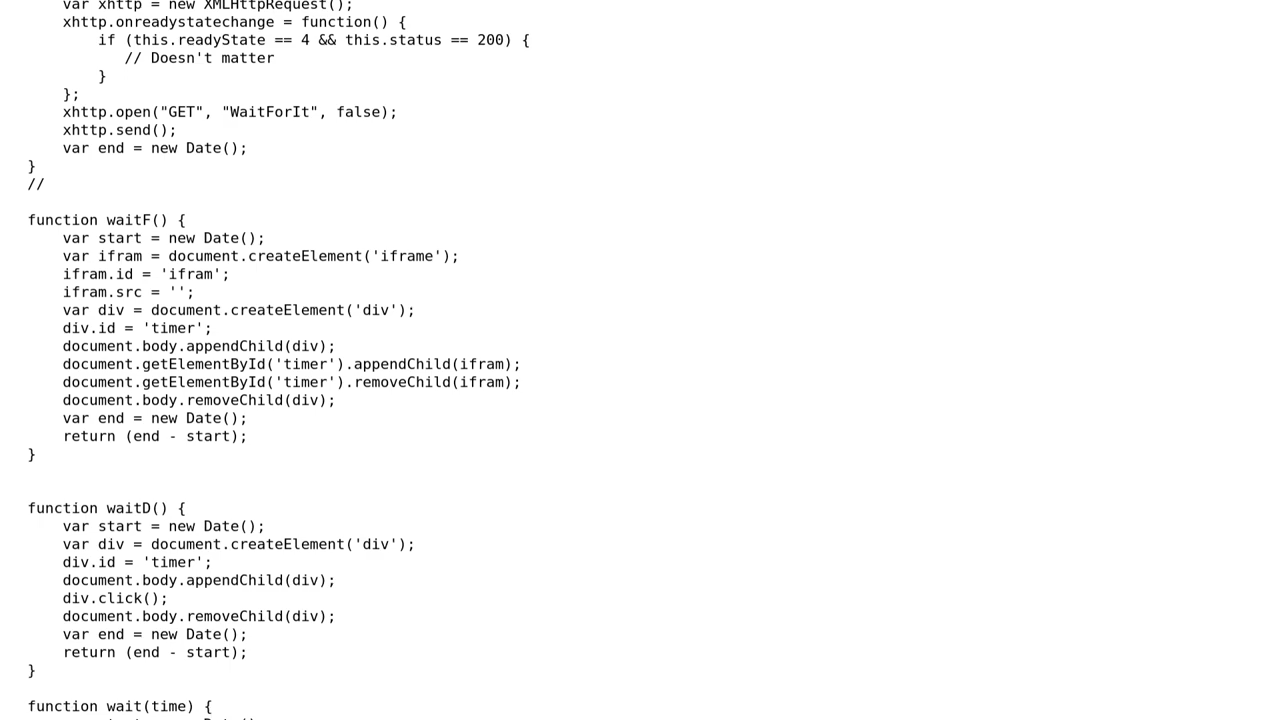 var xhttp = new XMLHttpRequest();
xhttp.onreadystatechange = function() {
if (this.readyState == 4 && this.status == 200) {
// Doesn't matter
}
};
xhttp.open("GET", "WaitForIt", false);
xhttp.send();
var end = new Date();
}
//
function waitF() {
var start = new Date();
var ifram = document.createElement('iframe');
ifram.id = 'ifram';
ifram.src = '';
var div = document.createElement('div');
div.id = 'timer';
document.body.appendChild(div);
document.getElementById('timer').appendChild(ifram);
document.getElementById('timer').removeChild(ifram);
document.body.removeChild(div);
var end = new Date();
return (end - start);
}
function waitD() {
var start = new Date();
var div = document.createElement('div');
div.id = 'timer';
document.body.appendChild(div);
div.click();
document.body.removeChild(div);
var end = new Date();
return (end - start);
}
function wait(time) {